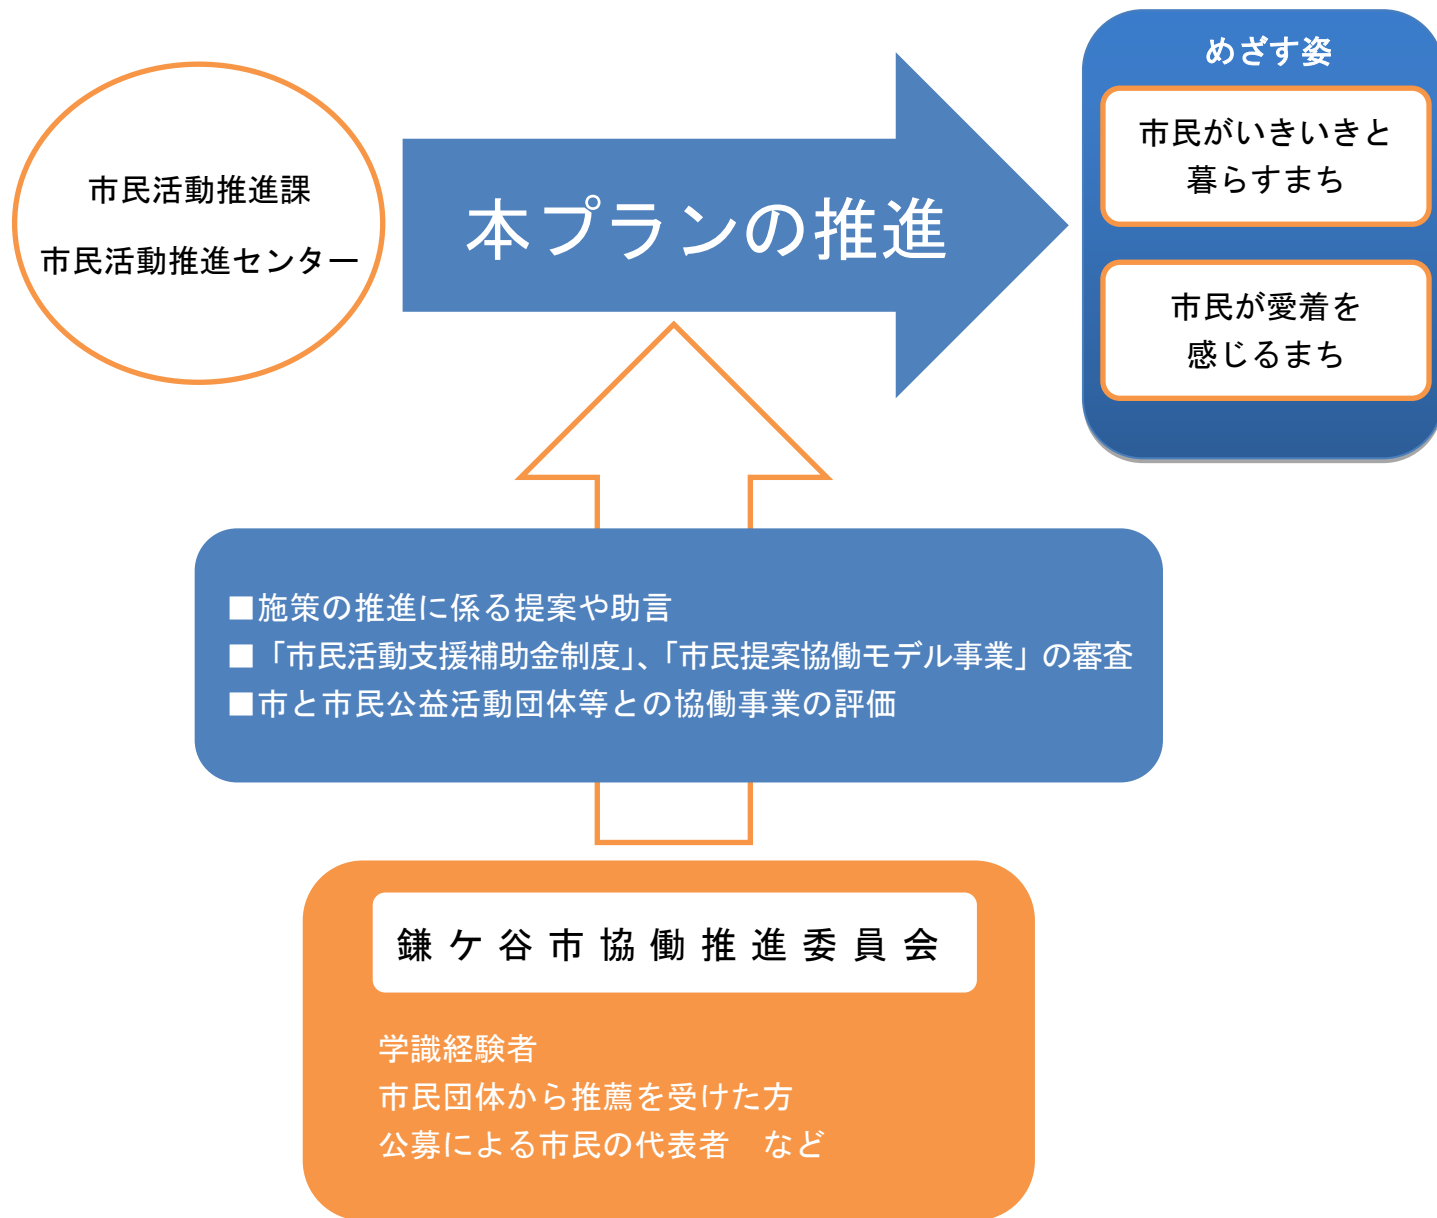 市民活動推進課
市民活動推進センター
本プランの推進
めざす姿
市民がいきいきと
暮らすまち
市民が愛着を
感じるまち
■施策の推進に係る提案や助言
■「市民活動支援補助金制度」、「市民提案協働モデル事業」の審査
■市と市民公益活動団体等との協働事業の評価
鎌ケ谷市協働推進委員会
学識経験者
市民団体から推薦を受けた方
公募による市民の代表者　など